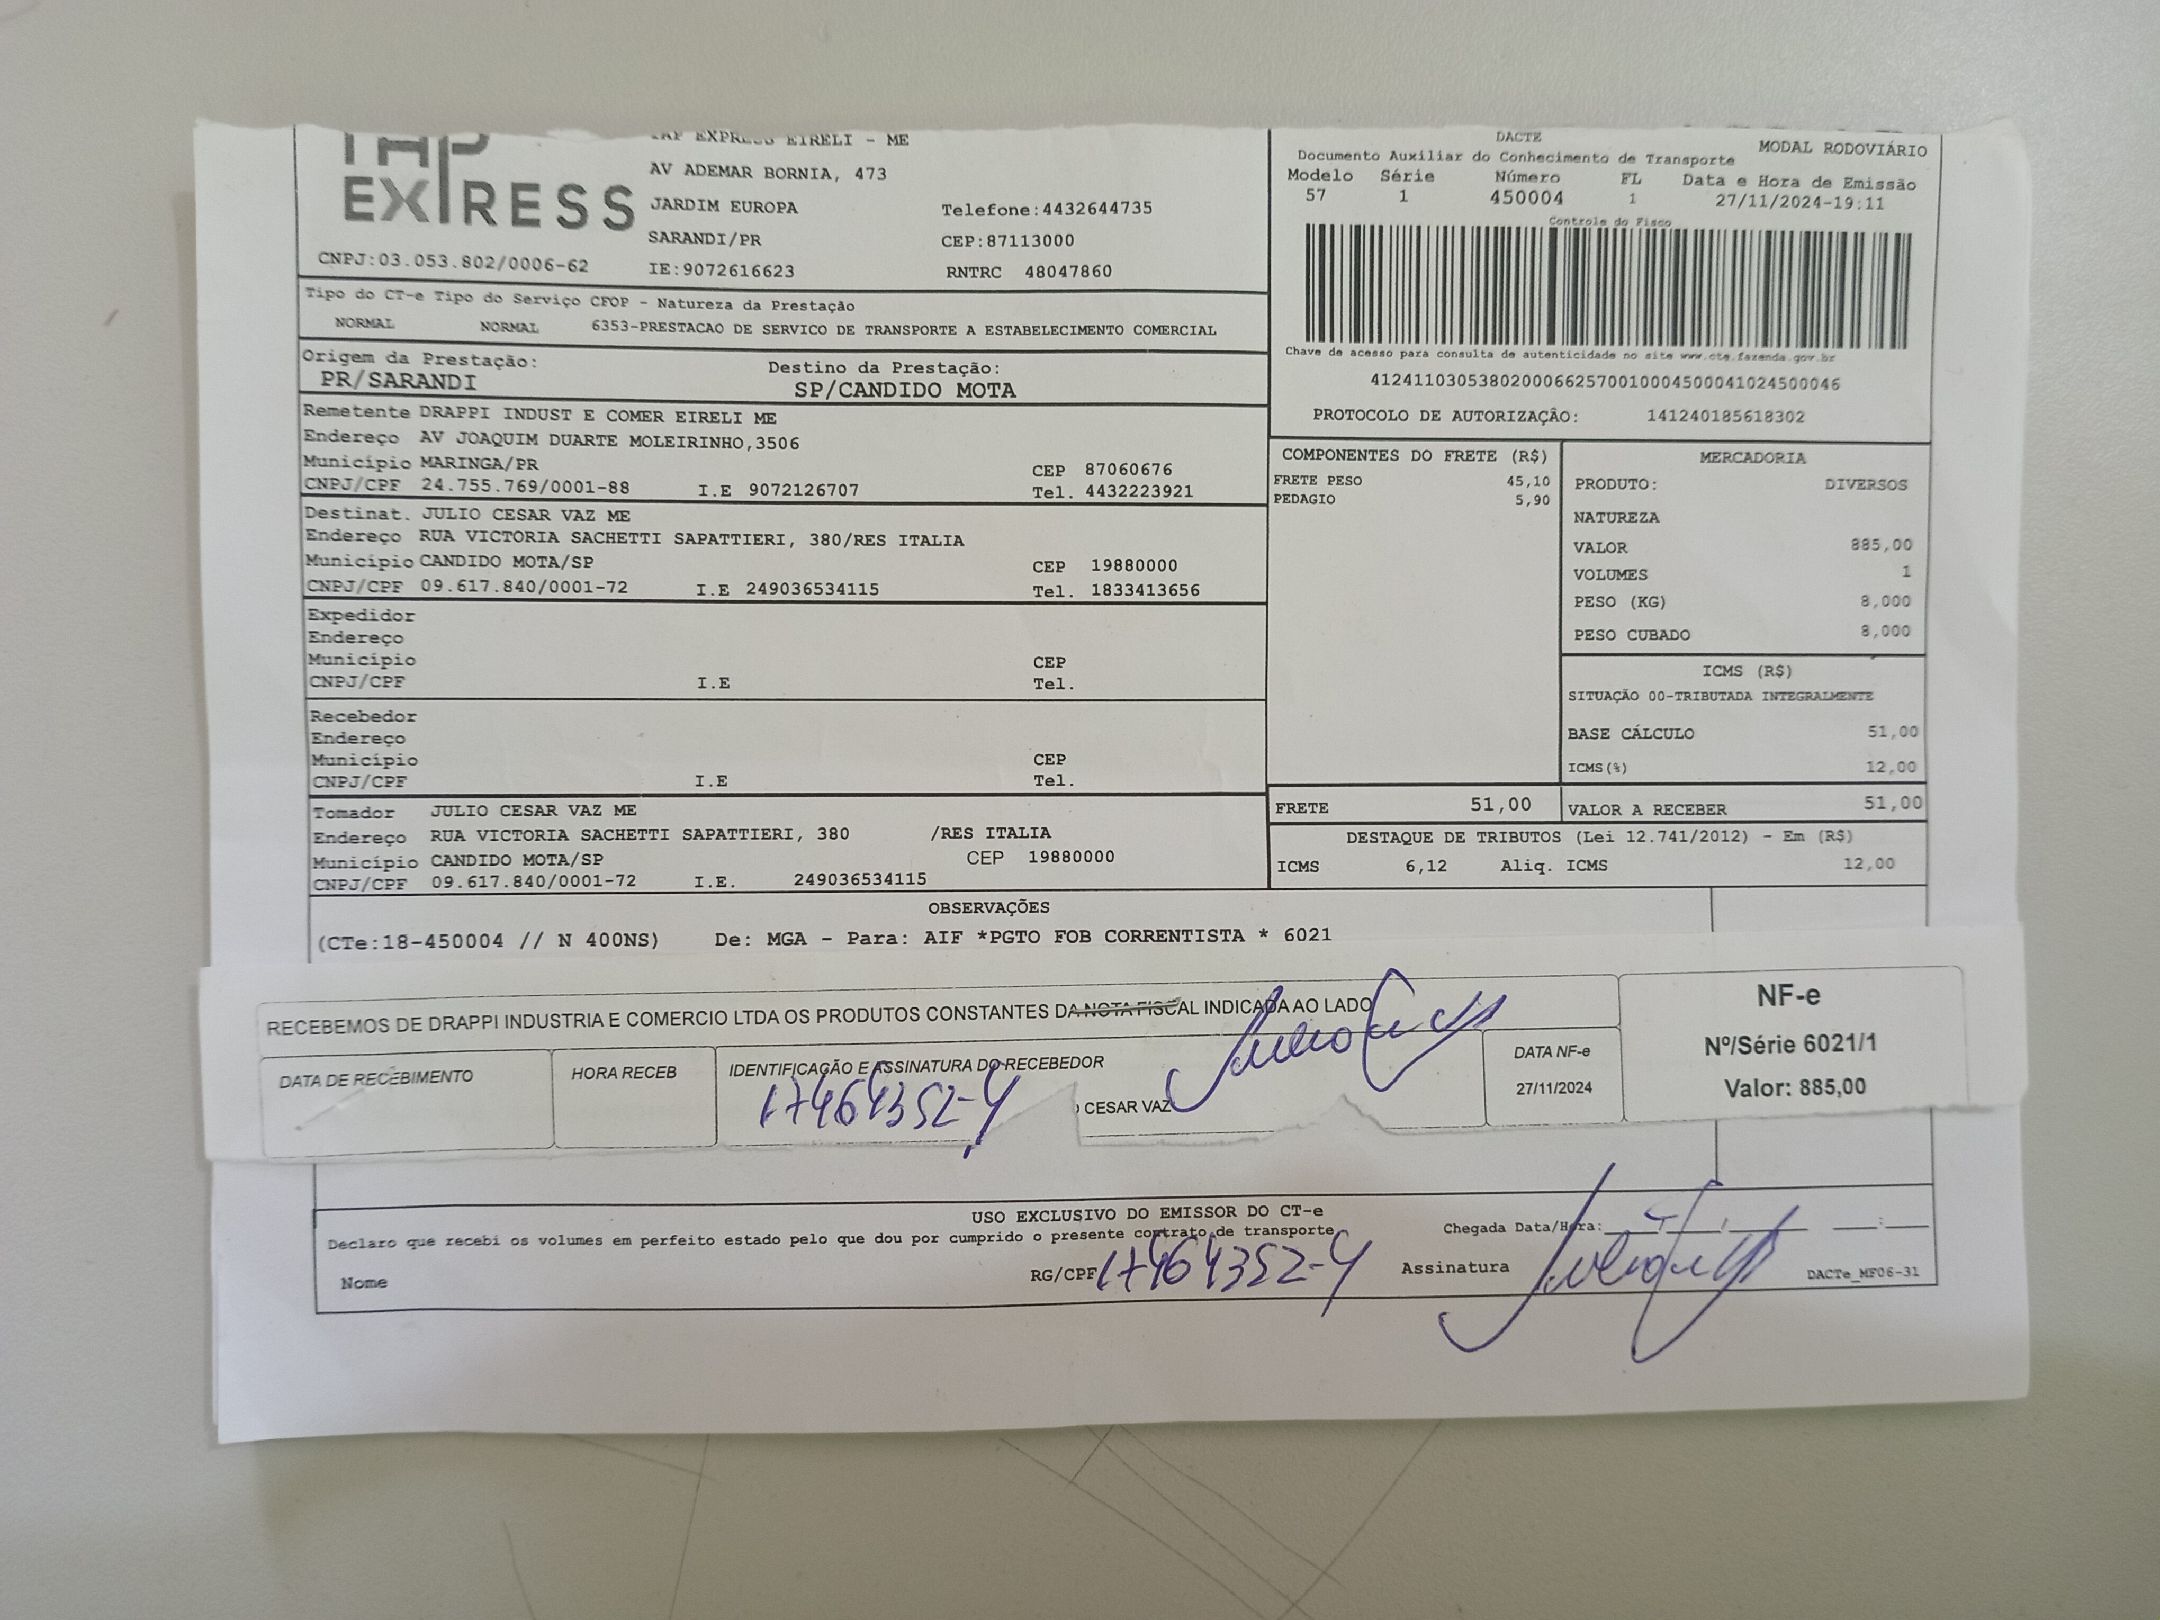 TAP
EXPRESS
TAP EXPRESS EIRELI - ME
AV ADEMAR BORNIA, 473
JARDIM EUROPA Telefone:4432644735
SARANDI/PR CEP:87113000
CNPJ:03.053.802/0006-62 IE:9072616623 RNTRC 48047860
DACTE MODAL RODOVIÁRIO
Documento Auxiliar do Conhecimento de Transporte
Modelo Série Número FL Data e Hora de Emissão
57 1 450004 1 27/11/2024-19:11
Controle do Fisco
Chave de acesso para consulta de autenticidade no site www.cte.fazenda.gov.br
41241103053802000662570010004500041024500046
PROTOCOLO DE AUTORIZAÇÃO: 141240185618302
Tipo do CT-e Tipo do Serviço CFOP - Natureza da Prestação
NORMAL NORMAL 6353-PRESTACAO DE SERVICO DE TRANSPORTE A ESTABELECIMENTO COMERCIAL
Origem da Prestação: Destino da Prestação:
PR/SARANDI SP/CANDIDO MOTA
Remetente DRAPPI INDUST E COMER EIRELI ME
Endereço AV JOAQUIM DUARTE MOLEIRINHO,3506
Município MARINGA/PR CEP 87060676
CNPJ/CPF 24.755.769/0001-88 I.E 9072126707 Tel. 4432223921
Destinat. JULIO CESAR VAZ ME
Endereço RUA VICTORIA SACHETTI SAPATTIERI, 380/RES ITALIA
Município CANDIDO MOTA/SP CEP 19880000
CNPJ/CPF 09.617.840/0001-72 I.E 249036534115 Tel. 1833413656
Expedidor
Endereço
Município CEP
CNPJ/CPF I.E Tel.
Recebedor
Endereço
Município CEP
CNPJ/CPF I.E Tel.
Tomador JULIO CESAR VAZ ME
Endereço RUA VICTORIA SACHETTI SAPATTIERI, 380 /RES ITALIA
Município CANDIDO MOTA/SP CEP 19880000
CNPJ/CPF 09.617.840/0001-72 I.E. 249036534115
COMPONENTES DO FRETE (R$)
FRETE PESO 45,10
PEDAGIO 5,90
MERCADORIA
PRODUTO: DIVERSOS
NATUREZA
VALOR 885,00
VOLUMES 1
PESO (KG) 8,000
PESO CUBADO 8,000
ICMS (R$)
SITUAÇÃO 00-TRIBUTADA INTEGRALMENTE
BASE CÁLCULO 51,00
ICMS(%) 12,00
FRETE 51,00 VALOR A RECEBER 51,00
DESTAQUE DE TRIBUTOS (Lei 12.741/2012) - Em (R$)
ICMS 6,12 Aliq. ICMS 12,00
OBSERVAÇÕES
(CTe:18-450004 // N 400NS) De: MGA - Para: AIF *PGTO FOB CORRENTISTA * 6021
RECEBEMOS DE DRAPPI INDUSTRIA E COMERCIO LTDA OS PRODUTOS CONSTANTES DA NOTA FISCAL INDICADA AO LADO
DATA DE RECEBIMENTO HORA RECEB IDENTIFICAÇÃO E ASSINATURA DO RECEBEDOR
17464352-4
CESAR VAZ
DATA NF-e
27/11/2024
NF-e
Nº/Série 6021/1
Valor: 885,00
USO EXCLUSIVO DO EMISSOR DO CT-e
Declaro que recebi os volumes em perfeito estado pelo que dou por cumprido o presente contrato de transporte
Chegada Data/Hora:
Nome RG/CPF 17464352-4 Assinatura
DACTe_MF06-31